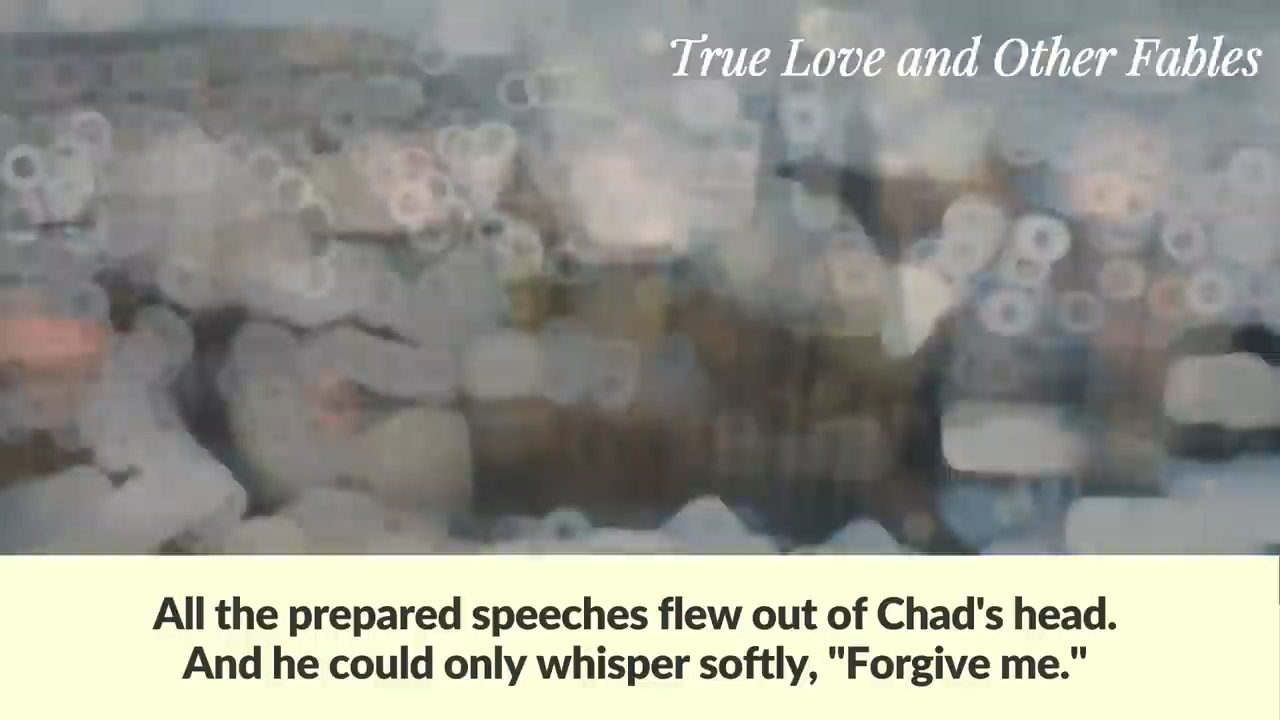 True Love and Other Fables
All the prepared speeches flew out of Chad's head.
And he could only whisper softly, "Forgive me."